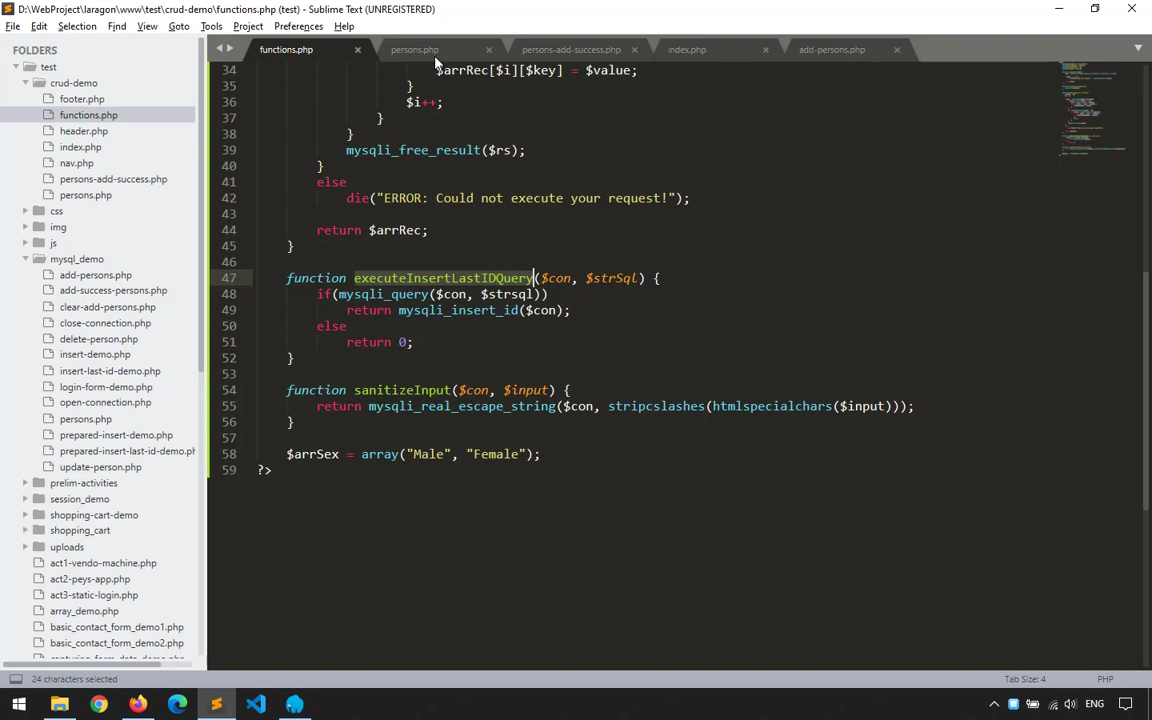 D:\WebProject\laragon\www\test\crud-demo\functions.php (test) - Sublime Text (UNREGISTERED)
File Edit Selection Find View Goto Tools Project Preferences Help
FOLDERS
test
crud-demo
footer.php
functions.php
header.php
index.php
nav.php
persons-add-success.php
persons.php
css
img
js
mysql_demo
add-persons.php
add-success-persons.php
clear-add-persons.php
close-connection.php
delete-person.php
insert-demo.php
insert-last-id-demo.php
login-form-demo.php
open-connection.php
persons.php
prepared-insert-demo.php
prepared-insert-last-id-demo.ph
update-person.php
prelim-activities
session_demo
shopping-cart-demo
shopping_cart
uploads
act1-vendo-machine.php
act2-peys-app.php
act3-static-login.php
array_demo.php
basic_contact_form_demo1.php
basic_contact_form_demo2.php
functions.php persons.php persons-add-success.php index.php add-persons.php
34 $arrRec[$i][$key] = $value;
35 }
36 $i++;
37 }
38 }
39 mysqli_free_result($rs);
40 }
41 else
42 die("ERROR: Could not execute your request!");
43
44 return $arrRec;
45 }
46
47 function executeInsertLastIDQuery($con, $strSql) {
48 if(mysqli_query($con, $strsql))
49 return mysqli_insert_id($con);
50 else
51 return 0;
52 }
53
54 function sanitizeInput($con, $input) {
55 return mysqli_real_escape_string($con, stripcslashes(htmlspecialchars($input)));
56 }
57
58 $arrSex = array("Male", "Female");
59 ?>
24 characters selected Tab Size: 4 PHP
ENG